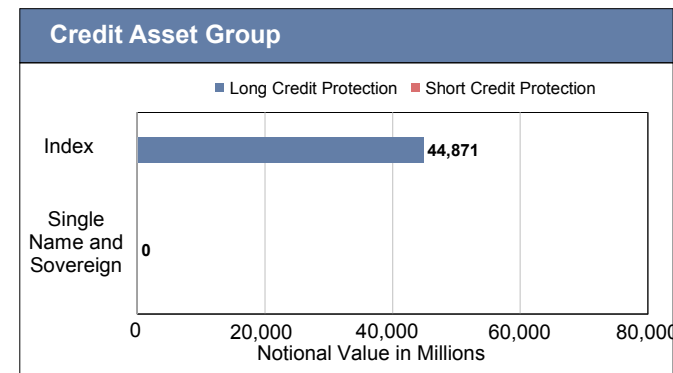 Credit Asset Group
Long Credit Protection Short Credit Protection
Index
44,871
Single
Name and
Sovereign
0
0 20,000 40,000 60,000 80,000
Notional Value in Millions